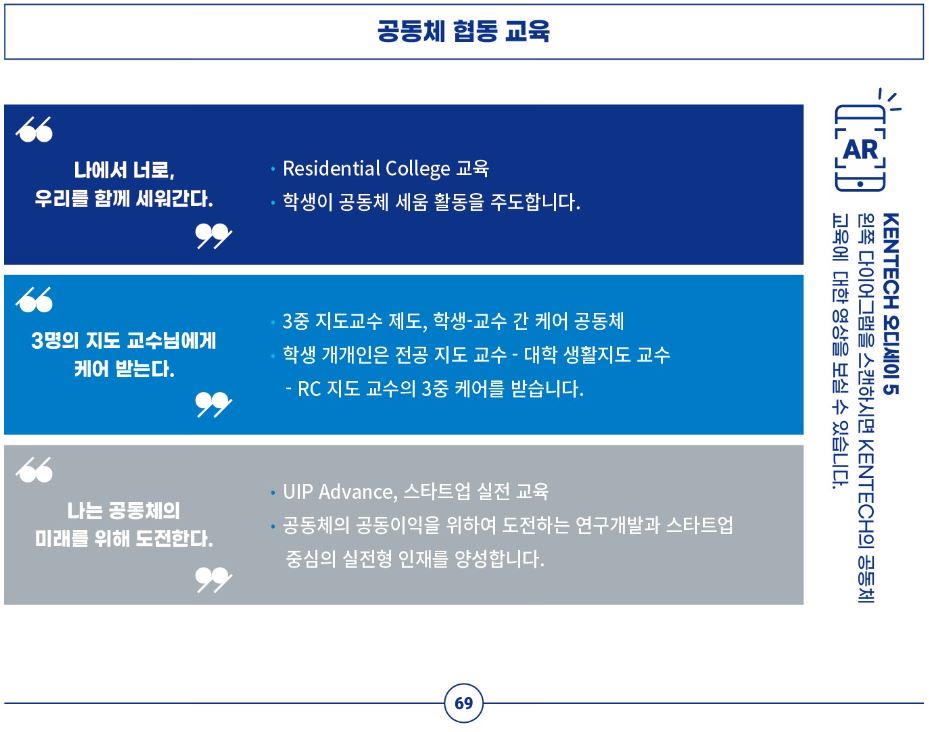 공동체 협동 교육
나에서 너로,
우리를 함께 세워간다.
• Residential College 교육
• 학생이 공동체 세움 활동을 주도합니다.
3명의 지도 교수님에게
케어 받는다.
• 3중 지도교수 제도, 학생-교수 간 케어 공동체
• 학생 개개인은 전공 지도 교수 - 대학 생활지도 교수
- RC 지도 교수의 3중 케어를 받습니다.
나는 공동체의
미래를 위해 도전한다.
• UIP Advance, 스타트업 실전 교육
• 공동체의 공동이익을 위하여 도전하는 연구개발과 스타트업
중심의 실전형 인재를 양성합니다.
AR
KENTECH 오디세이 5
왼쪽 다이어그램을 스캔하시면 KENTECH의 공동체
교육에 대한 영상을 보실 수 있습니다.
69